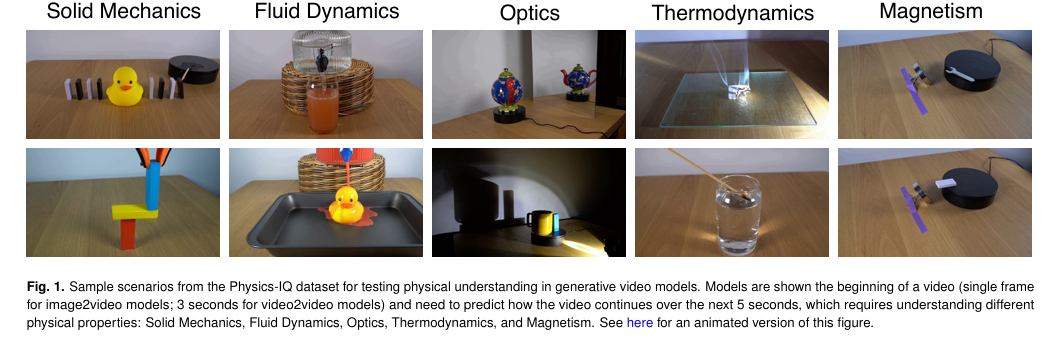 Solid Mechanics Fluid Dynamics Optics Thermodynamics Magnetism
Fig. 1. Sample scenarios from the Physics-IQ dataset for testing physical understanding in generative video models. Models are shown the beginning of a video (single frame
for image2video models; 3 seconds for video2video models) and need to predict how the video continues over the next 5 seconds, which requires understanding different
physical properties: Solid Mechanics, Fluid Dynamics, Optics, Thermodynamics, and Magnetism. See here for an animated version of this figure.